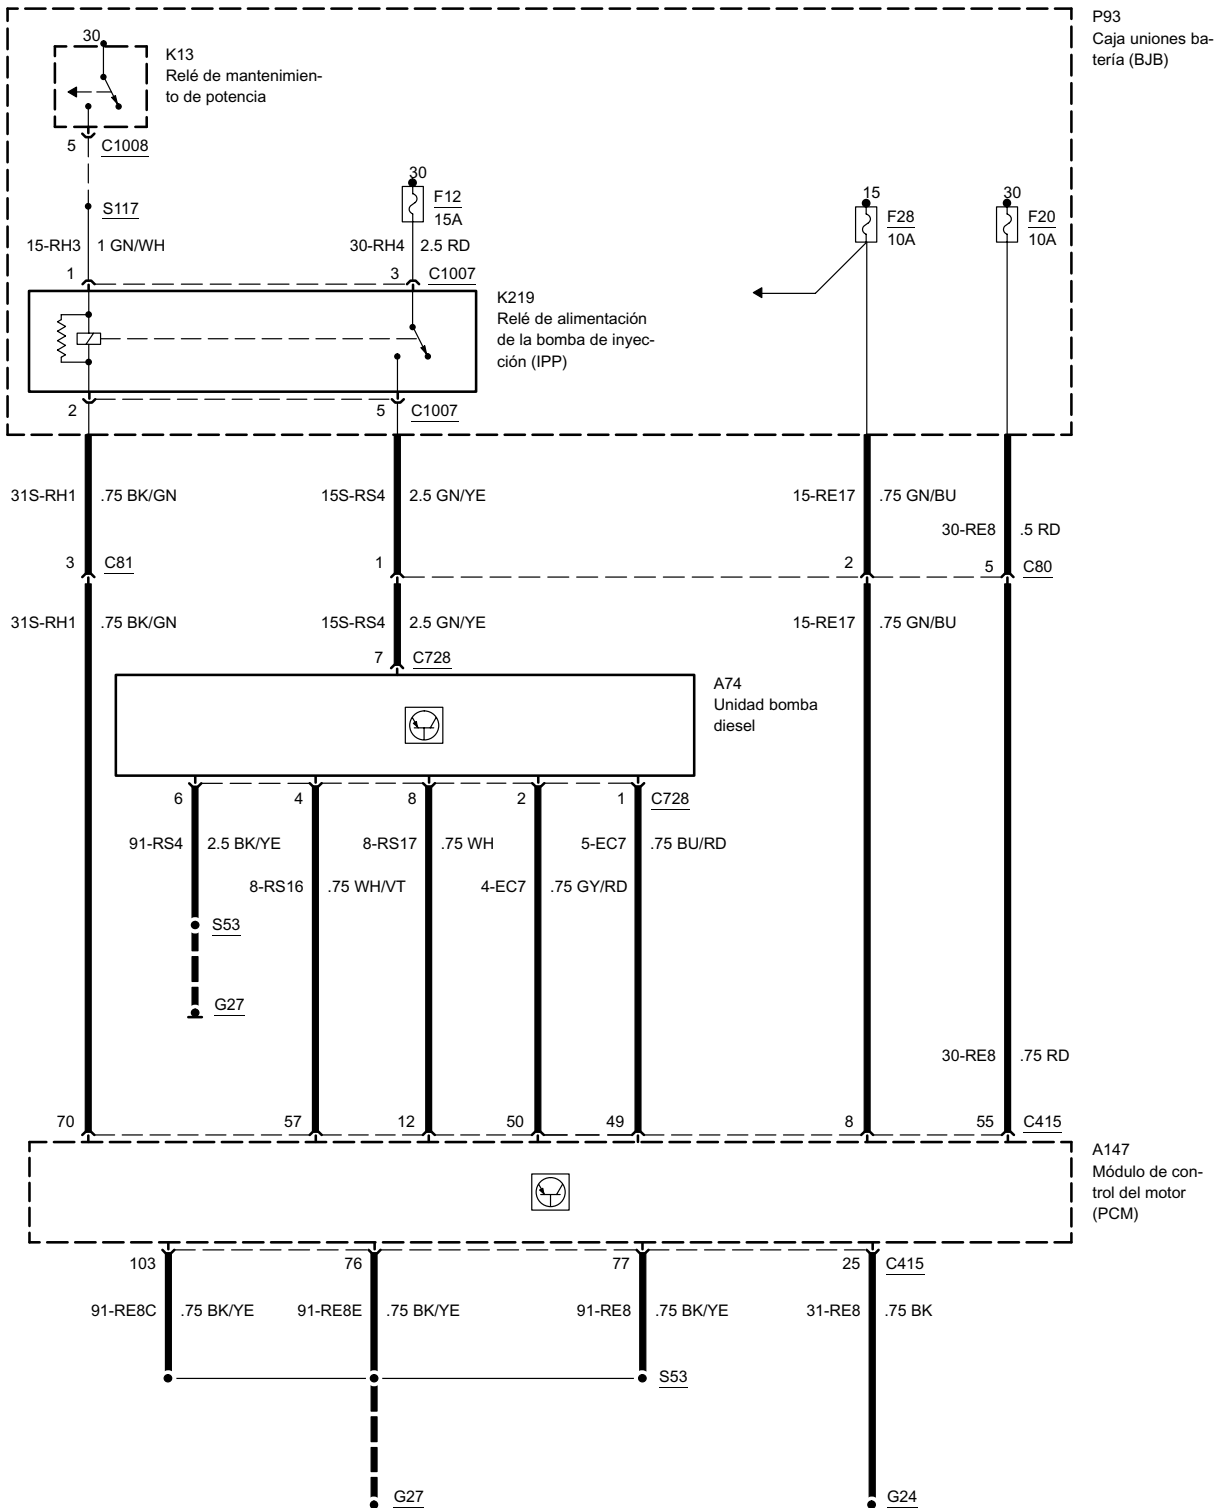 P93
Caja uniones ba-
tería (BJB)
30
K13
Relé de mantenimien-
to de potencia
5 C1008
S117
15-RH3 1 GN/WH
30
F12
15A
30-RH4 2.5 RD
15
F28
10A
30
F20
10A
1
3 C1007
K219
Relé de alimentación
de la bomba de inyec-
ción (IPP)
2
5 C1007
31S-RH1 .75 BK/GN
15S-RS4 2.5 GN/YE
15-RE17 .75 GN/BU
30-RE8 .5 RD
3 C81
1
2
5 C80
31S-RH1 .75 BK/GN
15S-RS4 2.5 GN/YE
15-RE17 .75 GN/BU
7 C728
A74
Unidad bomba
diesel
6
4
8
2
1 C728
91-RS4 2.5 BK/YE
8-RS17 .75 WH
5-EC7 .75 BU/RD
8-RS16 .75 WH/VT
4-EC7 .75 GY/RD
S53
G27
30-RE8 .75 RD
70
57
12
50
49
8
55 C415
A147
Módulo de con-
trol del motor
(PCM)
103
76
77
25 C415
91-RE8C .75 BK/YE
91-RE8E .75 BK/YE
91-RE8 .75 BK/YE
31-RE8 .75 BK
S53
G27
G24